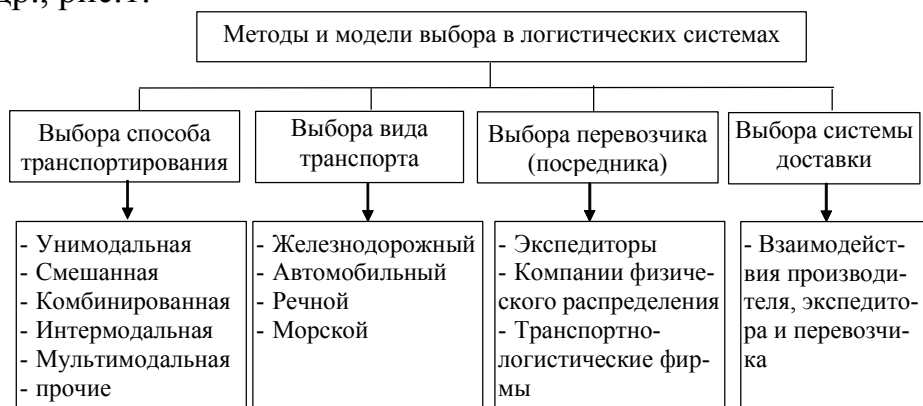 др., рис.1.
Методы и модели выбора в логистических системах
Выбора способа
транспортирования
Выбора вида
транспорта
Выбора перевозчика
(посредника)
Выбора системы
доставки
- Унимодальная
- Смешанная
- Комбинированная
- Интермодальная
- Мультимодальная
- прочие
- Железнодорожный
- Автомобильный
- Речной
- Морской
- Экспедиторы
- Компании физиче-
ского распределения
- Транспортно-
логистические фир-
мы
- Взаимодейст-
вия производи-
теля, экспедито-
ра и перевозчи-
ка